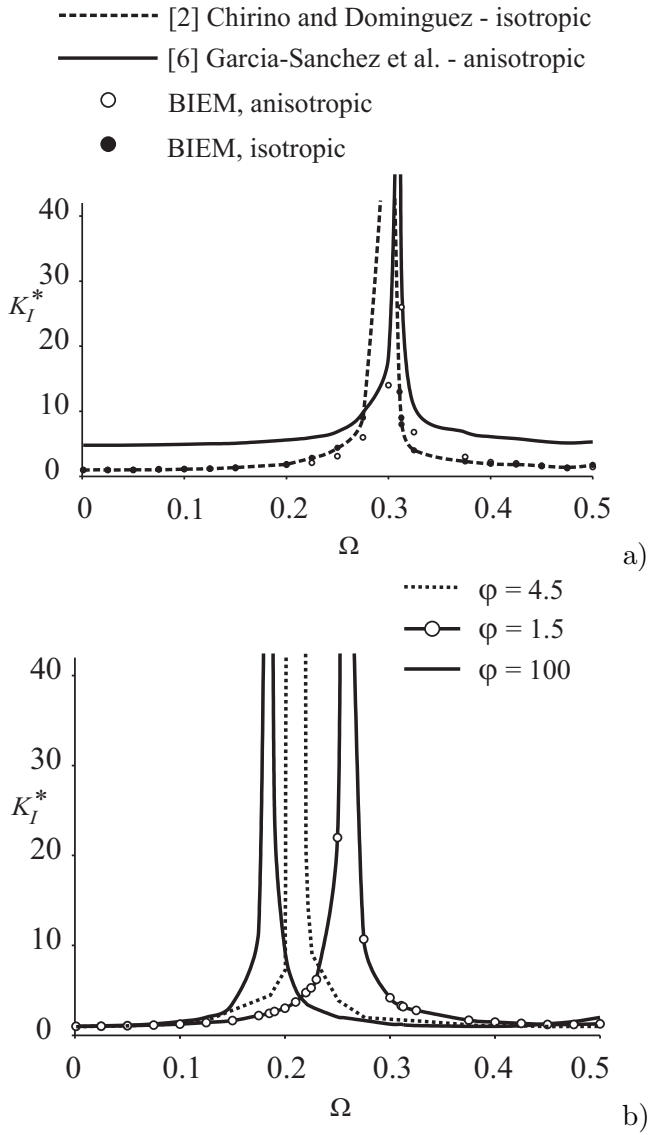 [2] Chirino and Dominguez - isotropic
[6] Garcia-Sanchez et al. - anisotropic
BIEM, anisotropic
BIEM, isotropic
40
30
K_I^*
20
10
0
0 0.1 0.2 0.3 0.4 0.5
Ω
a)
φ = 4.5
φ = 1.5
φ = 100
40
30
K_I^*
20
10
0
0 0.1 0.2 0.3 0.4 0.5
Ω
b)